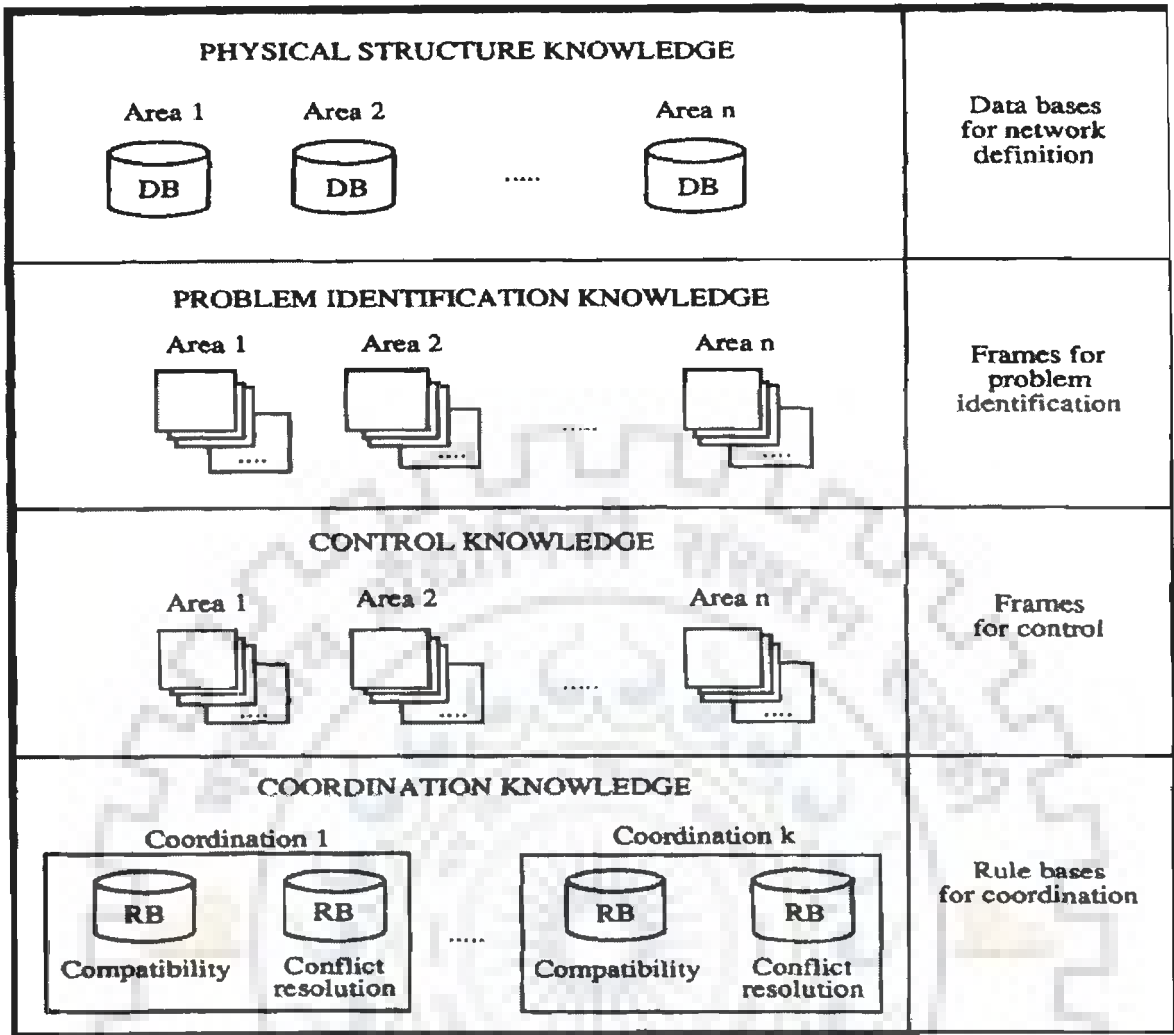 PHYSICAL STRUCTURE KNOWLEDGE
Area 1 Area 2 Area n
DB DB ..... DB
Data bases
for network
definition
PROBLEM IDENTIFICATION KNOWLEDGE
Area 1 Area 2 Area n
.....
.... .... ....
Frames for
problem
identification
CONTROL KNOWLEDGE
Area 1 Area 2 Area n
.....
.... .... ....
Frames
for control
COORDINATION KNOWLEDGE
Coordination 1 Coordination k
RB RB ..... RB RB
Compatibility Conflict
resolution
Compatibility Conflict
resolution
Rule bases
for coordination